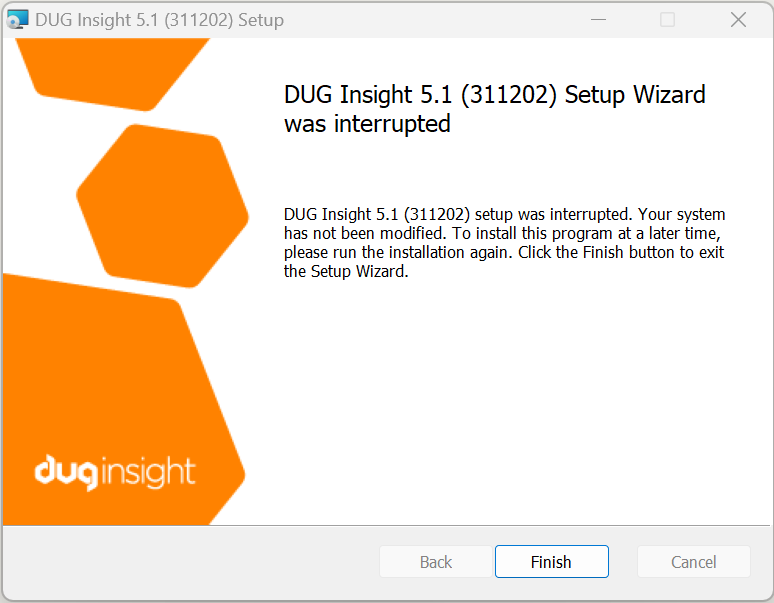 DUG Insight 5.1 (311202) Setup
DUG Insight 5.1 (311202) Setup Wizard
was interrupted
DUG Insight 5.1 (311202) setup was interrupted. Your system
has not been modified. To install this program at a later time,
please run the installation again. Click the Finish button to exit
the Setup Wizard.
duginsight
Back
Finish
Cancel